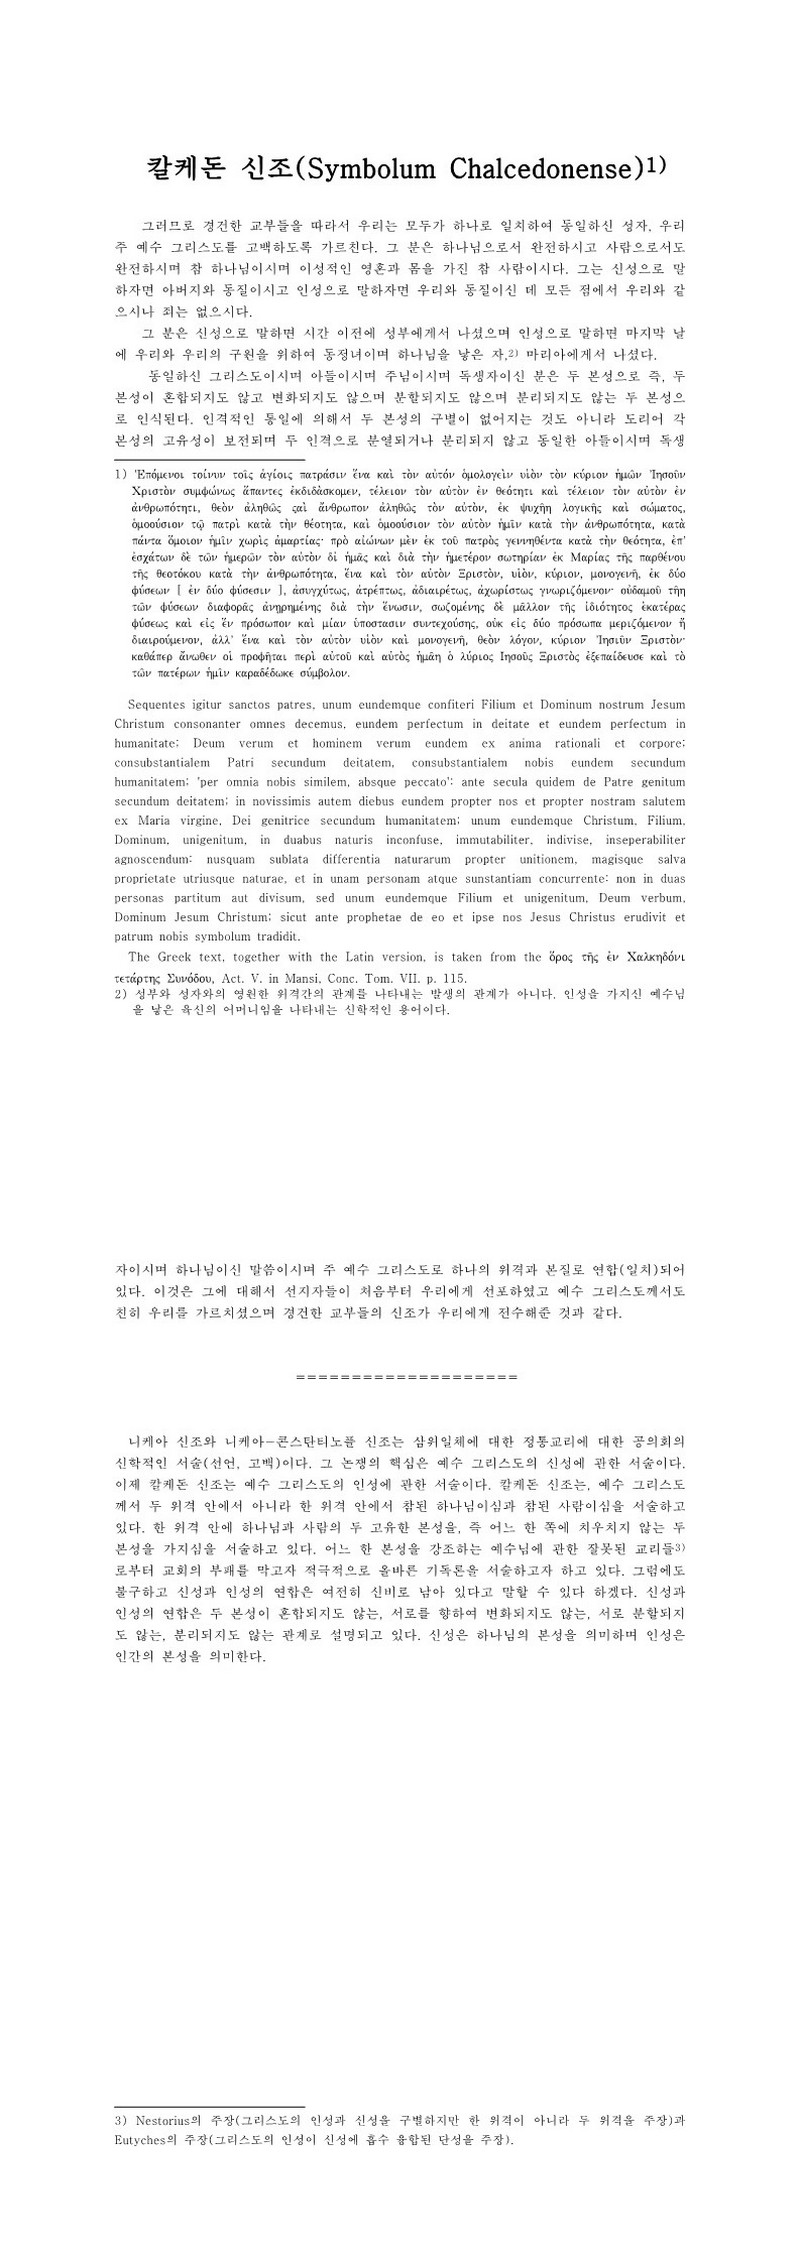 칼케돈 신조(Symbolum Chalcedonense)1)
그러므로 경건한 교부들을 따라서 우리는 모두가 하나로 일치하여 동일하신 성자, 우리
주 예수 그리스도를 고백하도록 가르친다. 그 분은 하나님으로서 완전하시고 사람으로서도
완전하시며 참 하나님이시며 이성적인 영혼과 몸을 가진 참 사람이시다. 그는 신성으로 말
하자면 아버지와 동질이시고 인성으로 말하자면 우리와 동질이신 데 모든 점에서 우리와 같
으시나 죄는 없으시다.
그 분은 신성으로 말하면 시간 이전에 성부에게서 나셨으며 인성으로 말하면 마지막 날
에 우리와 우리의 구원을 위하여 동정녀이며 하나님을 낳은 자,2) 마리아에게서 나셨다.
동일하신 그리스도이시며 아들이시며 주님이시며 독생자이신 분은 두 본성으로 즉, 두
본성이 혼합되지도 않고 변화되지도 않으며 분할되지도 않으며 분리되지도 않는 두 본성으
로 인식된다. 인격적인 통일에 의해서 두 본성의 구별이 없어지는 것도 아니라 도리어 각
본성의 고유성이 보전되며 두 인격으로 분열되거나 분리되지 않고 동일한 아들이시며 독생
1) Ἑπόμενοι τοίνυν τοῖς ἁγίοις πατράσιν ἕνα καὶ τὸν αὐτόν ὁμολογεὶν υἱὸν τὸν κύριον ἡμῶν Ἰησοῦν
Χριστὸν συμφώνως ἅπαντες ἐκδιδάσκομεν, τέλειον τὸν αὐτὸν ἐν θεότητι καὶ τέλειον τὸν αὐτὸν ἐν
ἀνθρωπότητι, θεὸν ἀληθῶς ςαὶ ἄνθρωπον ἀληθῶς τὸν αὐτὸν, ἐκ ψυχῆη λογικῆς καὶ σώματος,
ὁμοούσιον τῷ πατρὶ κατὰ τὴν θέοτητα, καὶ ὁμοούσιον τὸν αὐτὸν ἡμῖν κατὰ τὴν ἀνθρωπότητα, κατὰ
πάντα ὅμοιον ἡμῖν χωρὶς ἁμαρτίας· πρὸ αἰώνων μὲν ἐκ τοῦ πατρὸς γεννηθέντα κατὰ τὴν θεότητα, ἐπ'
ἐσχάτων δὲ τῶν ἡμερῶν τὸν αὐτὸν δἰ ἡμᾶς καὶ διὰ τὴν ἡμετέρον σωτηρίαν ἐκ Μαρίας τῆς παρθένου
τῆς θεοτόκου κατὰ τὴν ἀνθρωπότητα, ἕνα καὶ τὸν αὐτὸν Ξριστὸν, υἱόν, κύριον, μονογενῆ, ἐκ δύο
φύσεων [ ἐν δύο φύσεσιν ], ἀσυγχύτως, ἀτρέπτως, ἀδιαιρέτως, ἀχωρίστως γνωριζόμενον· οὐδαμοῦ τῆη
τῶν φύσεων διαφορᾶς ἀνῃρημένης διὰ τὴν ἕνωσιν, σωζομένης δὲ μᾶλλον τῆς ἰδιότητος ἑκατέρας
φύσεως καὶ εἰς ἓν πρόσωπον καὶ μίαν ὑποστασιν συντεχούσης, οὐκ εἰς δύο πρόσωπα μεριζόμενον ἢ
διαιρούμενον, ἀλλ' ἕνα καὶ τὸν αὐτὸν υἱὸν καὶ μονογενῆ, θεὸν λόγον, κύριον Ἰησιῦν Ξριστὸν·
καθάπερ ἄνωθεν οἱ προφῆται περὶ αὐτοῦ καὶ αὐτὸς ἡμᾶη ὁ λύριος Ιησοῦς Ξριστὸς ἐξεπαίδευσε καὶ τὸ
τῶν πατέρων ἡμῖν καραδέδωκε σύμβολον.
Sequentes igitur sanctos patres, unum eundemque confiteri Filium et Dominum nostrum Jesum
Christum consonanter omnes decemus, eundem perfectum in deitate et eundem perfectum in
humanitate; Deum verum et hominem verum eundem ex anima rationali et corpore;
consubstantialem Patri secundum deitatem, consubstantialem nobis eundem secundum
humanitatem; 'per omnia nobis similem, absque peccato': ante secula quidem de Patre genitum
secundum deitatem; in novissimis autem diebus eundem propter nos et propter nostram salutem
ex Maria virgine, Dei genitrice secundum humanitatem; unum eundemque Christum, Filium,
Dominum, unigenitum, in duabus naturis inconfuse, immutabiliter, indivise, inseperabiliter
agnoscendum: nusquam sublata differentia naturarum propter unitionem, magisque salva
proprietate utriusque naturae, et in unam personam atque sunstantiam concurrente: non in duas
personas partitum aut divisum, sed unum eundemque Filium et unigenitum, Deum verbum,
Dominum Jesum Christum; sicut ante prophetae de eo et ipse nos Jesus Christus erudivit et
patrum nobis symbolum tradidit.
The Greek text, together with the Latin version, is taken from the ὅρος τῆς ἐν Χαλκηδόνι
τετάρτης Συνόδου, Act. V. in Mansi, Conc. Tom. VII. p. 115.
2) 성부와 성자와의 영원한 위격간의 관계를 나타내는 발생의 관계가 아니다. 인성을 가지신 예수님
을 낳은 육신의 어머니임을 나타내는 신학적인 용어이다.
자이시며 하나님이신 말씀이시며 주 예수 그리스도로 하나의 위격과 본질로 연합(일치)되어
있다. 이것은 그에 대해서 선지자들이 처음부터 우리에게 선포하였고 예수 그리스도께서도
친히 우리를 가르치셨으며 경건한 교부들의 신조가 우리에게 전수해준 것과 같다.
====================
니케아 신조와 니케아-콘스탄티노플 신조는 삼위일체에 대한 정통교리에 대한 공의회의
신학적인 서술(선언, 고백)이다. 그 논쟁의 핵심은 예수 그리스도의 신성에 관한 서술이다.
이제 칼케돈 신조는 예수 그리스도의 인성에 관한 서술이다. 칼케돈 신조는, 예수 그리스도
께서 두 위격 안에서 아니라 한 위격 안에서 참된 하나님이심과 참된 사람이심을 서술하고
있다. 한 위격 안에 하나님과 사람의 두 고유한 본성을, 즉 어느 한 쪽에 치우치지 않는 두
본성을 가지심을 서술하고 있다. 어느 한 본성을 강조하는 예수님에 관한 잘못된 교리들3)
로부터 교회의 부패를 막고자 적극적으로 올바른 기독론을 서술하고자 하고 있다. 그럼에도
불구하고 신성과 인성의 연합은 여전히 신비로 남아 있다고 말할 수 있다 하겠다. 신성과
인성의 연합은 두 본성이 혼합되지도 않는, 서로를 향하여 변화되지도 않는, 서로 분할되지
도 않는, 분리되지도 않는 관계로 설명되고 있다. 신성은 하나님의 본성을 의미하며 인성은
인간의 본성을 의미한다.
3) Nestorius의 주장(그리스도의 인성과 신성을 구별하지만 한 위격이 아니라 두 위격을 주장)과
Eutyches의 주장(그리스도의 인성이 신성에 흡수 융합된 단성을 주장).